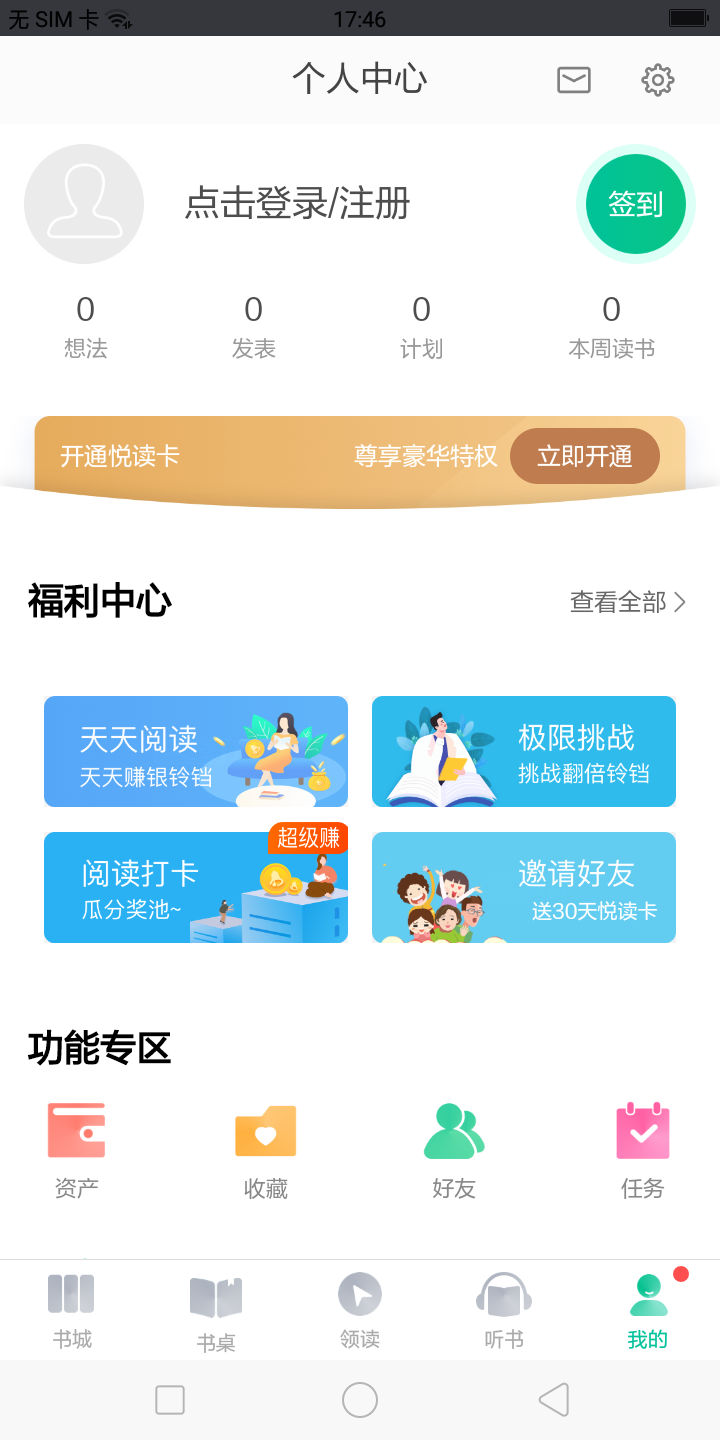 无 SIM 卡 17:46
个人中心
点击登录/注册
签到
0 0 0 0
想法 发表 计划 本周读书
开通悦读卡 尊享豪华特权 立即开通
福利中心 查看全部
天天阅读
天天赚银铃铛
极限挑战
挑战翻倍铃铛
超级赚
阅读打卡
瓜分奖池~
邀请好友
送30天悦读卡
功能专区
资产 收藏 好友 任务
书城 书桌 领读 听书 我的